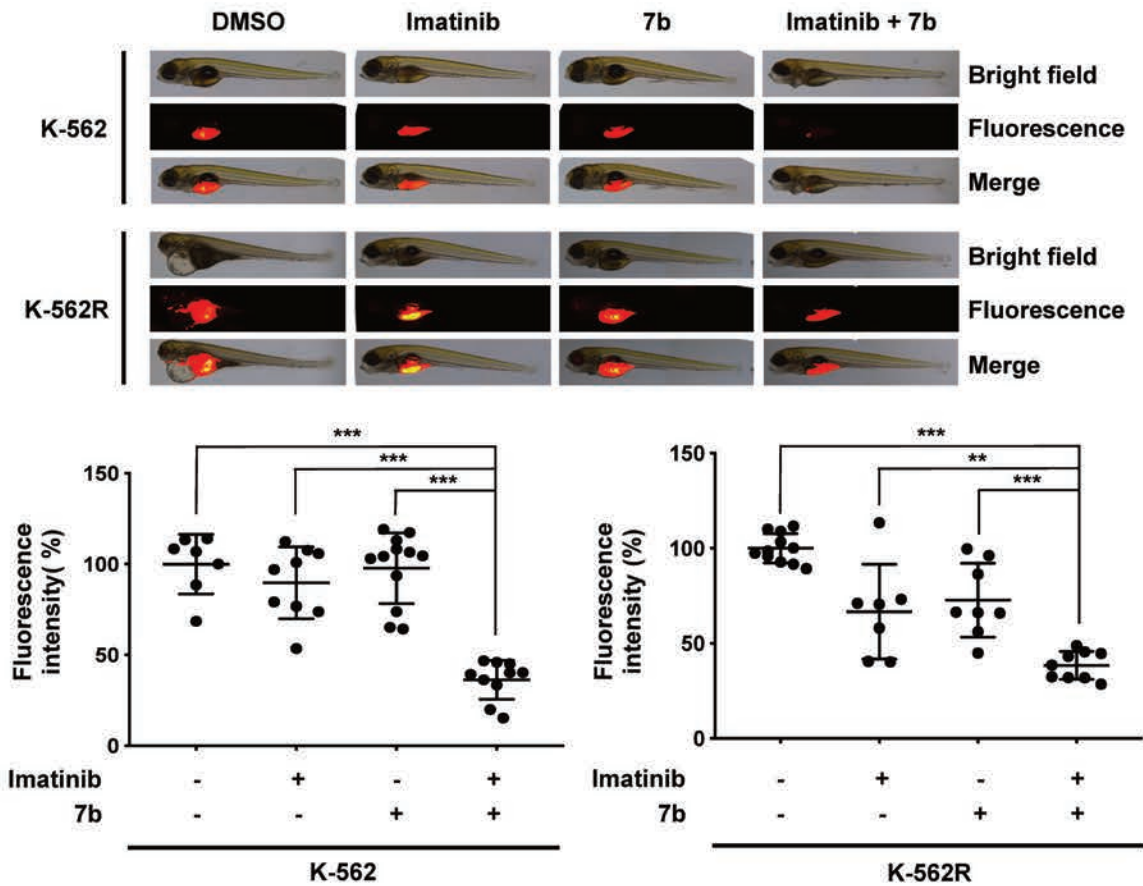 DMSO Imatinib 7b Imatinib + 7b
K-562
Bright field
Fluorescence
Merge
K-562R
Bright field
Fluorescence
Merge
***
***
***
150
100
50
0
Fluorescence
intensity( %)
Imatinib - + - +
7b - - + +
K-562
***
**
***
150
100
50
0
Fluorescence
intensity (%)
Imatinib - + - +
7b - - + +
K-562R